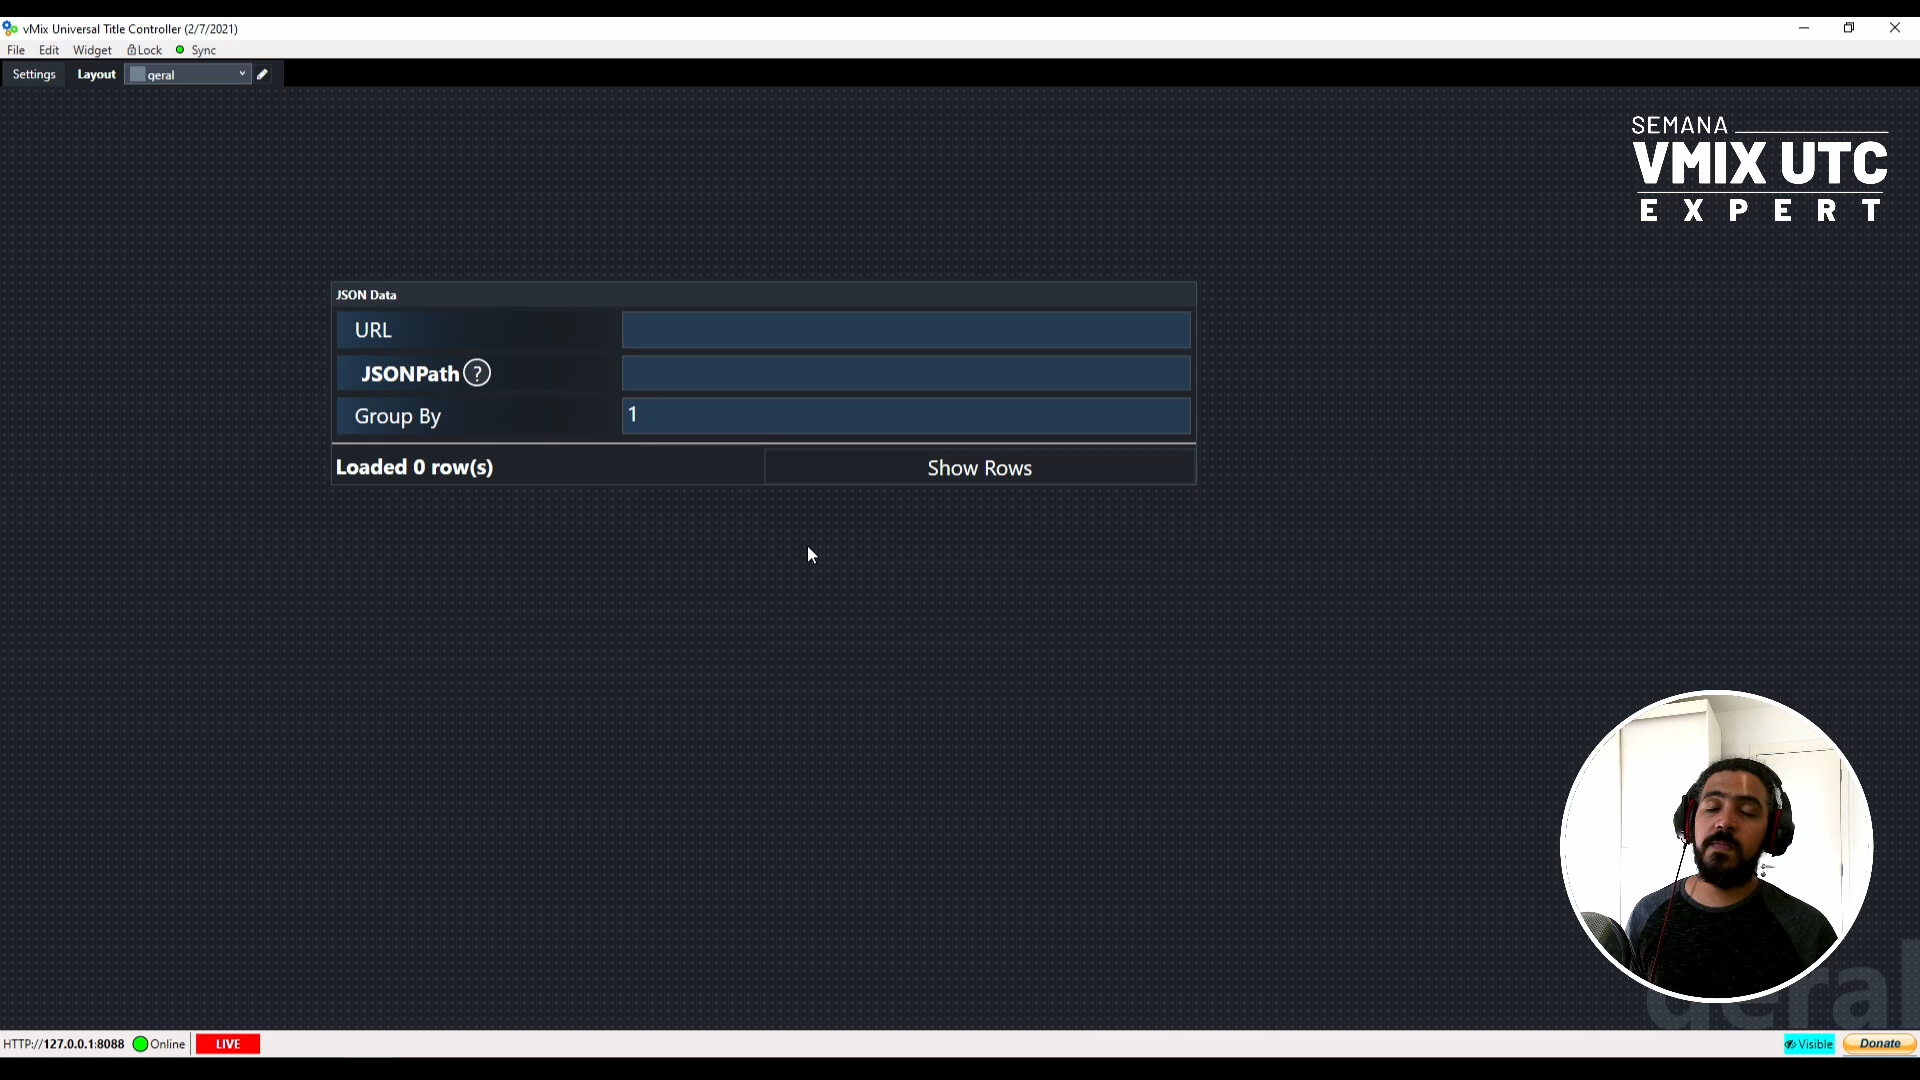 vMix Universal Title Controller (2/7/2021)
File Edit Widget Lock Sync
Settings Layout geral
SEMANA
VMIX UTC
EXPERT
JSON Data
URL
JSONPath ?
Group By 1
Loaded 0 row(s) Show Rows
geral
HTTP://127.0.0.1:8088 Online LIVE Visible Donate